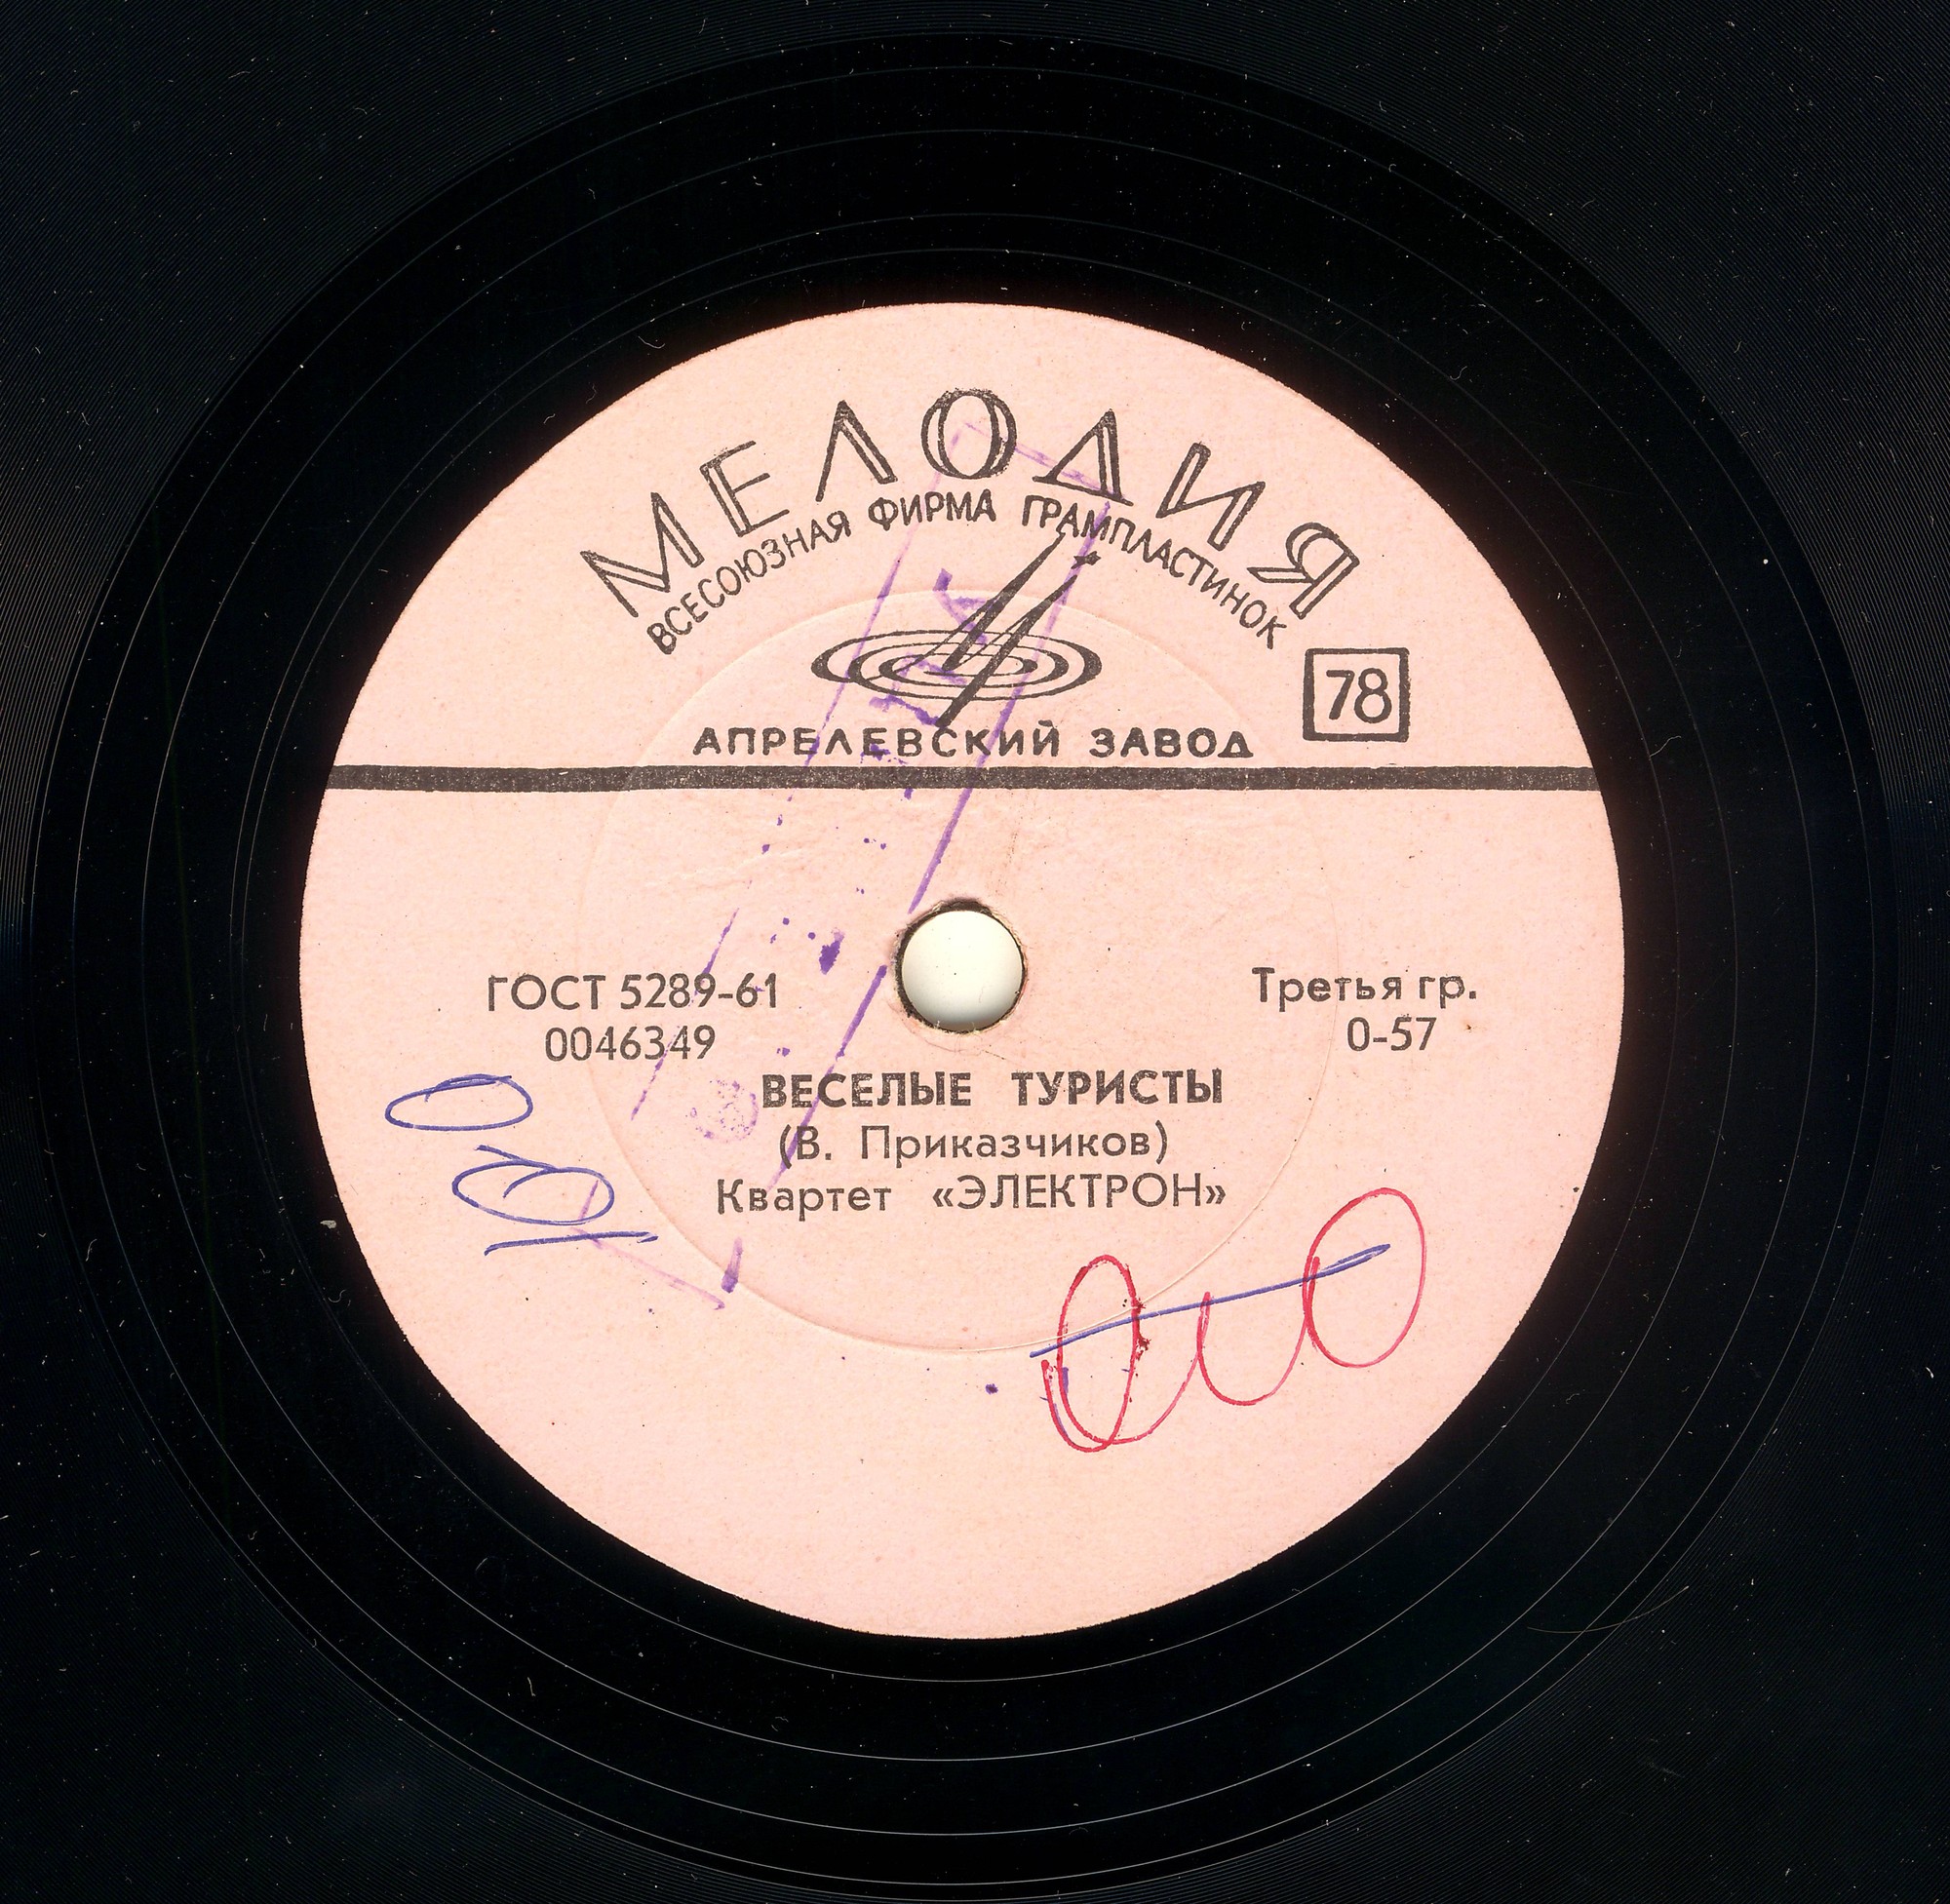 МЕЛОДИЯ
ВСЕСОЮЗНАЯ ФИРМА ГРАМПЛАСТИНОК
78
АПРЕЛЕВСКИЙ ЗАВОД
ГОСТ 5289-61
0046349
Третья гр.
0-57
ВЕСЕЛЫЕ ТУРИСТЫ
(В. Приказчиков)
Квартет «ЭЛЕКТРОН»